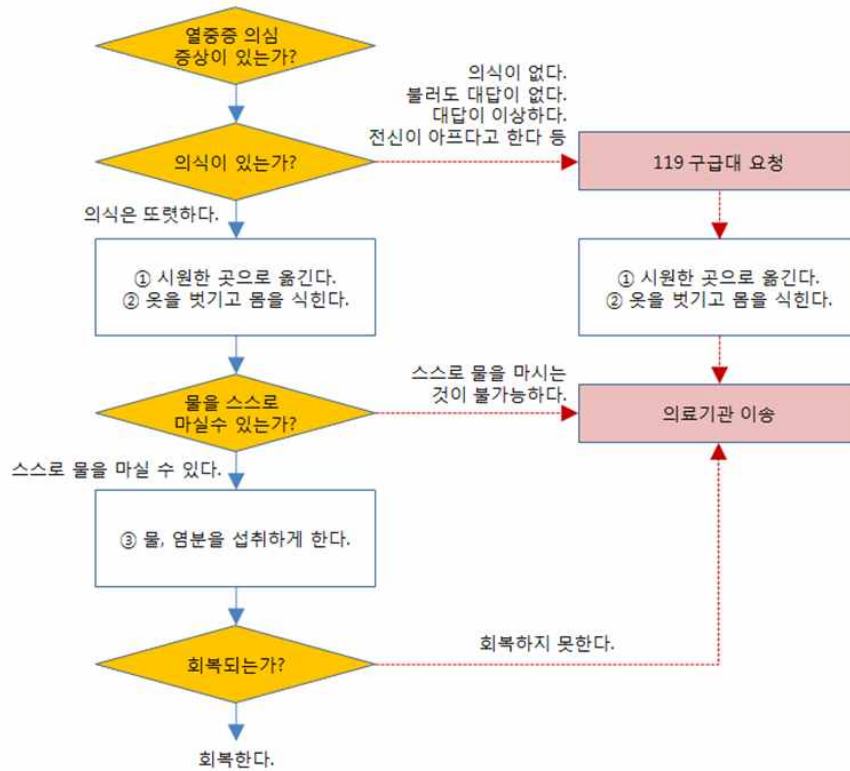 열중증 의심
증상이 있는가?
의식이 없다.
불러도 대답이 없다.
대답이 이상하다.
전신이 아프다고 한다 등
의식이 있는가?
119 구급대 요청
의식은 또렷하다.
① 시원한 곳으로 옮긴다.
② 옷을 벗기고 몸을 식힌다.
① 시원한 곳으로 옮긴다.
② 옷을 벗기고 몸을 식힌다.
물을 스스로
마실수 있는가?
스스로 물을 마시는
것이 불가능하다.
의료기관 이송
스스로 물을 마실 수 있다.
③ 물, 염분을 섭취하게 한다.
회복되는가?
회복하지 못한다.
회복한다.